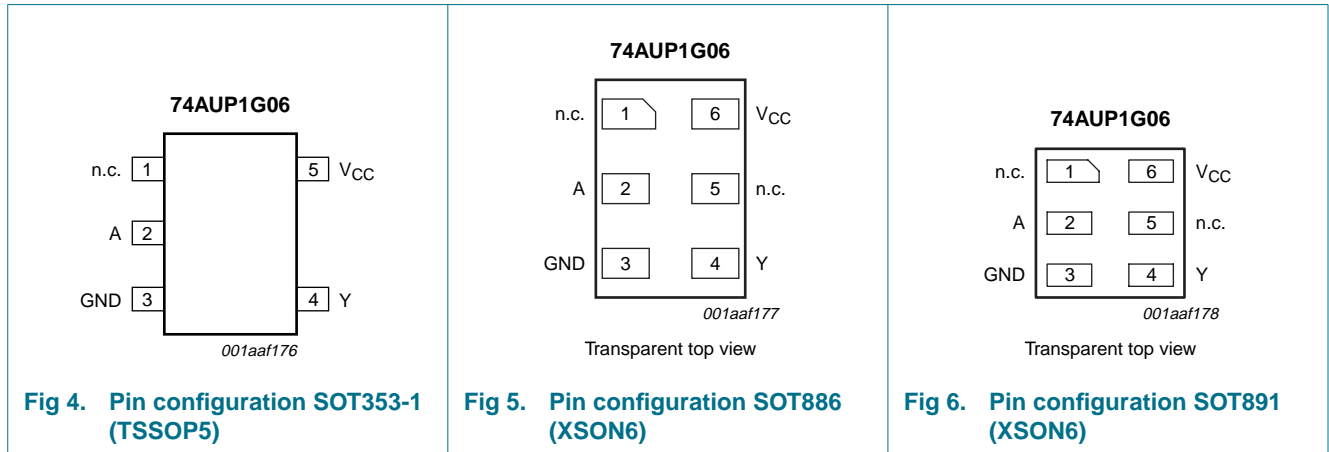 74AUP1G06
n.c. 1
5 VCC
A 2
GND 3
4 Y
001aaf176
Fig 4. Pin configuration SOT353-1
(TSSOP5)
74AUP1G06
n.c. 1 6 VCC
A 2 5 n.c.
GND 3 4 Y
001aaf177
Transparent top view
Fig 5. Pin configuration SOT886
(XSON6)
74AUP1G06
n.c. 1 6 VCC
A 2 5 n.c.
GND 3 4 Y
001aaf178
Transparent top view
Fig 6. Pin configuration SOT891
(XSON6)